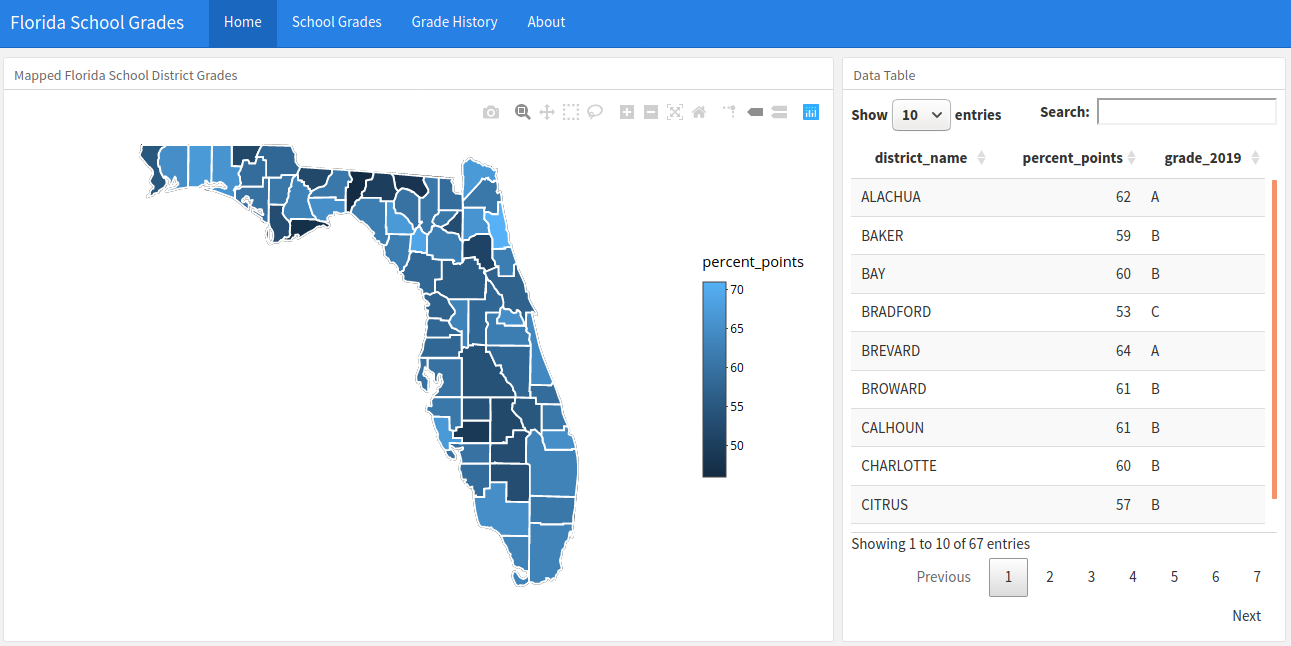 Florida School Grades Home School Grades Grade History About
Mapped Florida School District Grades
percent_points
70
65
60
55
50
Data Table
Show 10 entries Search:
district_name percent_points grade_2019
ALACHUA 62 A
BAKER 59 B
BAY 60 B
BRADFORD 53 C
BREVARD 64 A
BROWARD 61 B
CALHOUN 61 B
CHARLOTTE 60 B
CITRUS 57 B
Showing 1 to 10 of 67 entries
Previous 1 2 3 4 5 6 7
Next